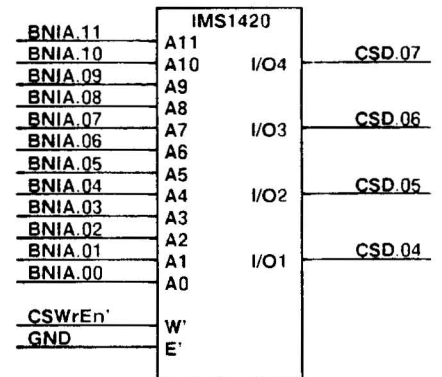 IMS1420
BNIA.11 A11
BNIA.10 A10 I/O4 CSD.07
BNIA.09 A9
BNIA.08 A8
BNIA.07 A7 I/O3 CSD.06
BNIA.06 A6
BNIA.05 A5
BNIA.04 A4 I/O2 CSD.05
BNIA.03 A3
BNIA.02 A2
BNIA.01 A1 I/O1 CSD.04
BNIA.00 A0
CSWrEn' W'
GND E'